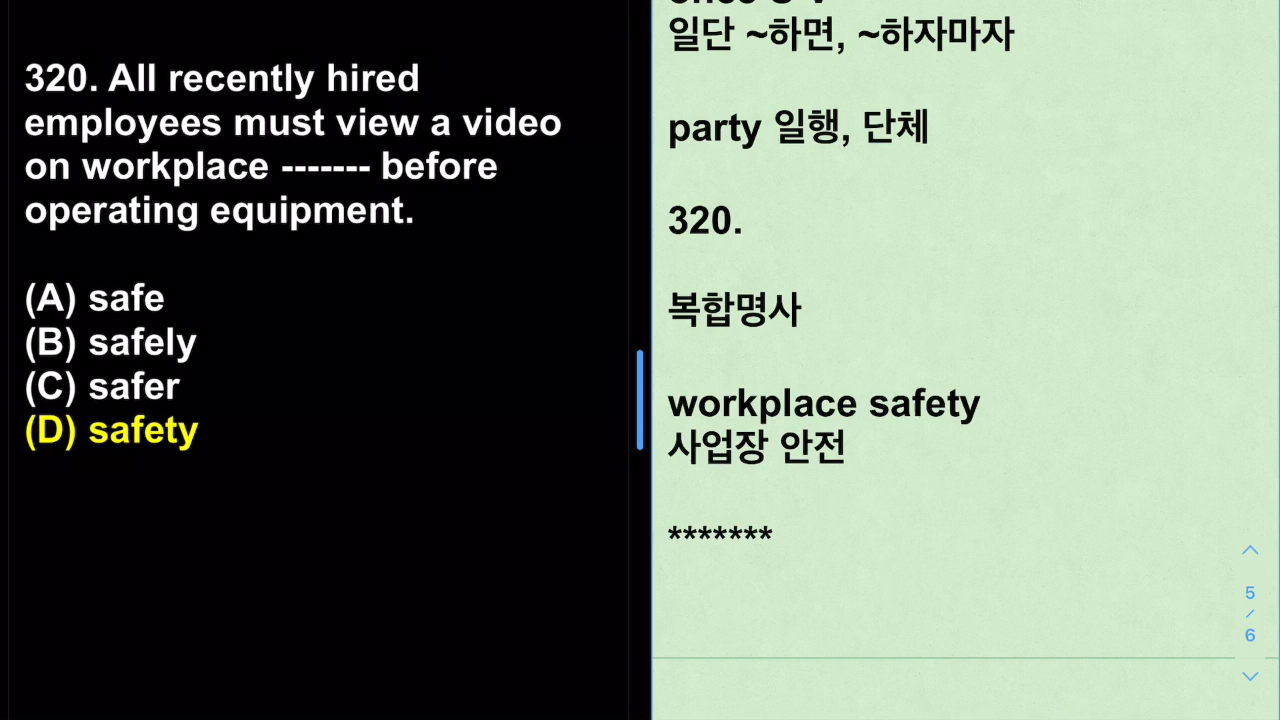 320. All recently hired
employees must view a video
on workplace ------- before
operating equipment.
(A) safe
(B) safely
(C) safer
(D) safety
일단 ~하면, ~하자마자
party 일행, 단체
320.
복합명사
workplace safety
사업장 안전
*******
5
/
6